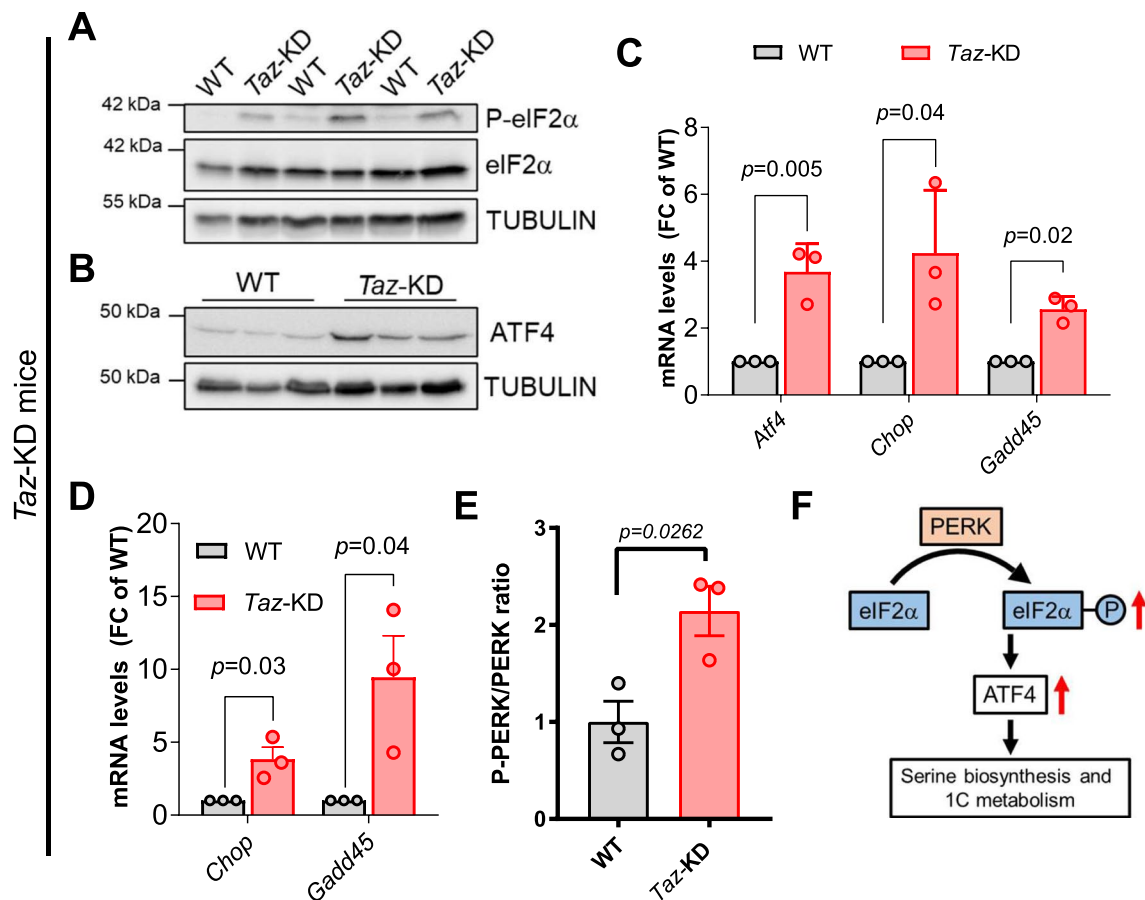 Taz-KD mice
A
WT
Taz-KD
WT
Taz-KD
WT
Taz-KD
42 kDa
P-eIF2α
42 kDa
eIF2α
55 kDa
TUBULIN
B
WT
Taz-KD
50 kDa
ATF4
50 kDa
TUBULIN
C
WT
Taz-KD
mRNA levels (FC of WT)
8
6
4
2
0
p=0.005
p=0.04
p=0.02
Atf4
Chop
Gadd45
D
mRNA levels (FC of WT)
20
15
10
5
0
WT
Taz-KD
p=0.03
p=0.04
Chop
Gadd45
E
P-PERK/PERK ratio
3
2
1
0
p=0.0262
WT
Taz-KD
F
PERK
eIF2α
eIF2α
P
ATF4
Serine biosynthesis and
1C metabolism